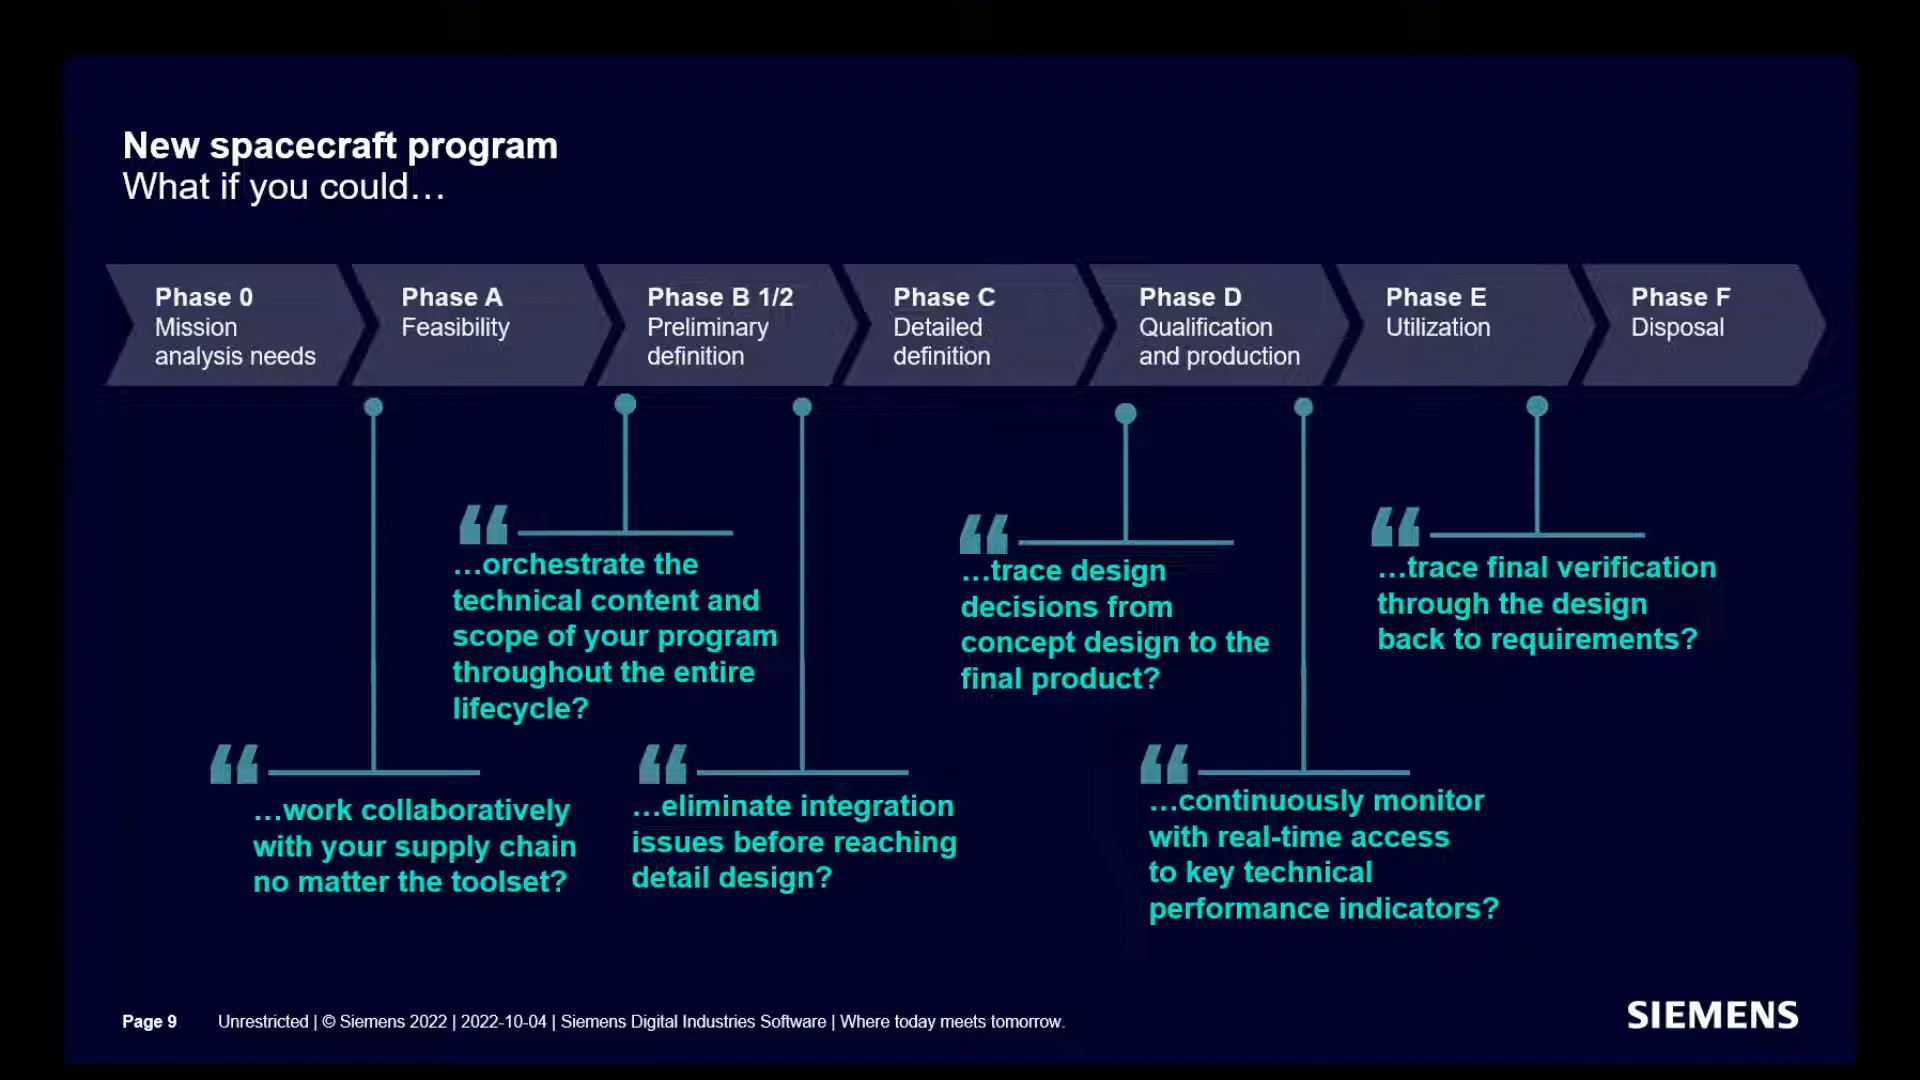 New spacecraft program
What if you could…
Phase 0
Mission
analysis needs
Phase A
Feasibility
Phase B 1/2
Preliminary
definition
Phase C
Detailed
definition
Phase D
Qualification
and production
Phase E
Utilization
Phase F
Disposal
“
…orchestrate the
technical content and
scope of your program
throughout the entire
lifecycle?
“
…trace design
decisions from
concept design to the
final product?
“
…trace final verification
through the design
back to requirements?
“
…work collaboratively
with your supply chain
no matter the toolset?
“
…eliminate integration
issues before reaching
detail design?
“
…continuously monitor
with real-time access
to key technical
performance indicators?
Page 9 Unrestricted | © Siemens 2022 | 2022-10-04 | Siemens Digital Industries Software | Where today meets tomorrow.
SIEMENS